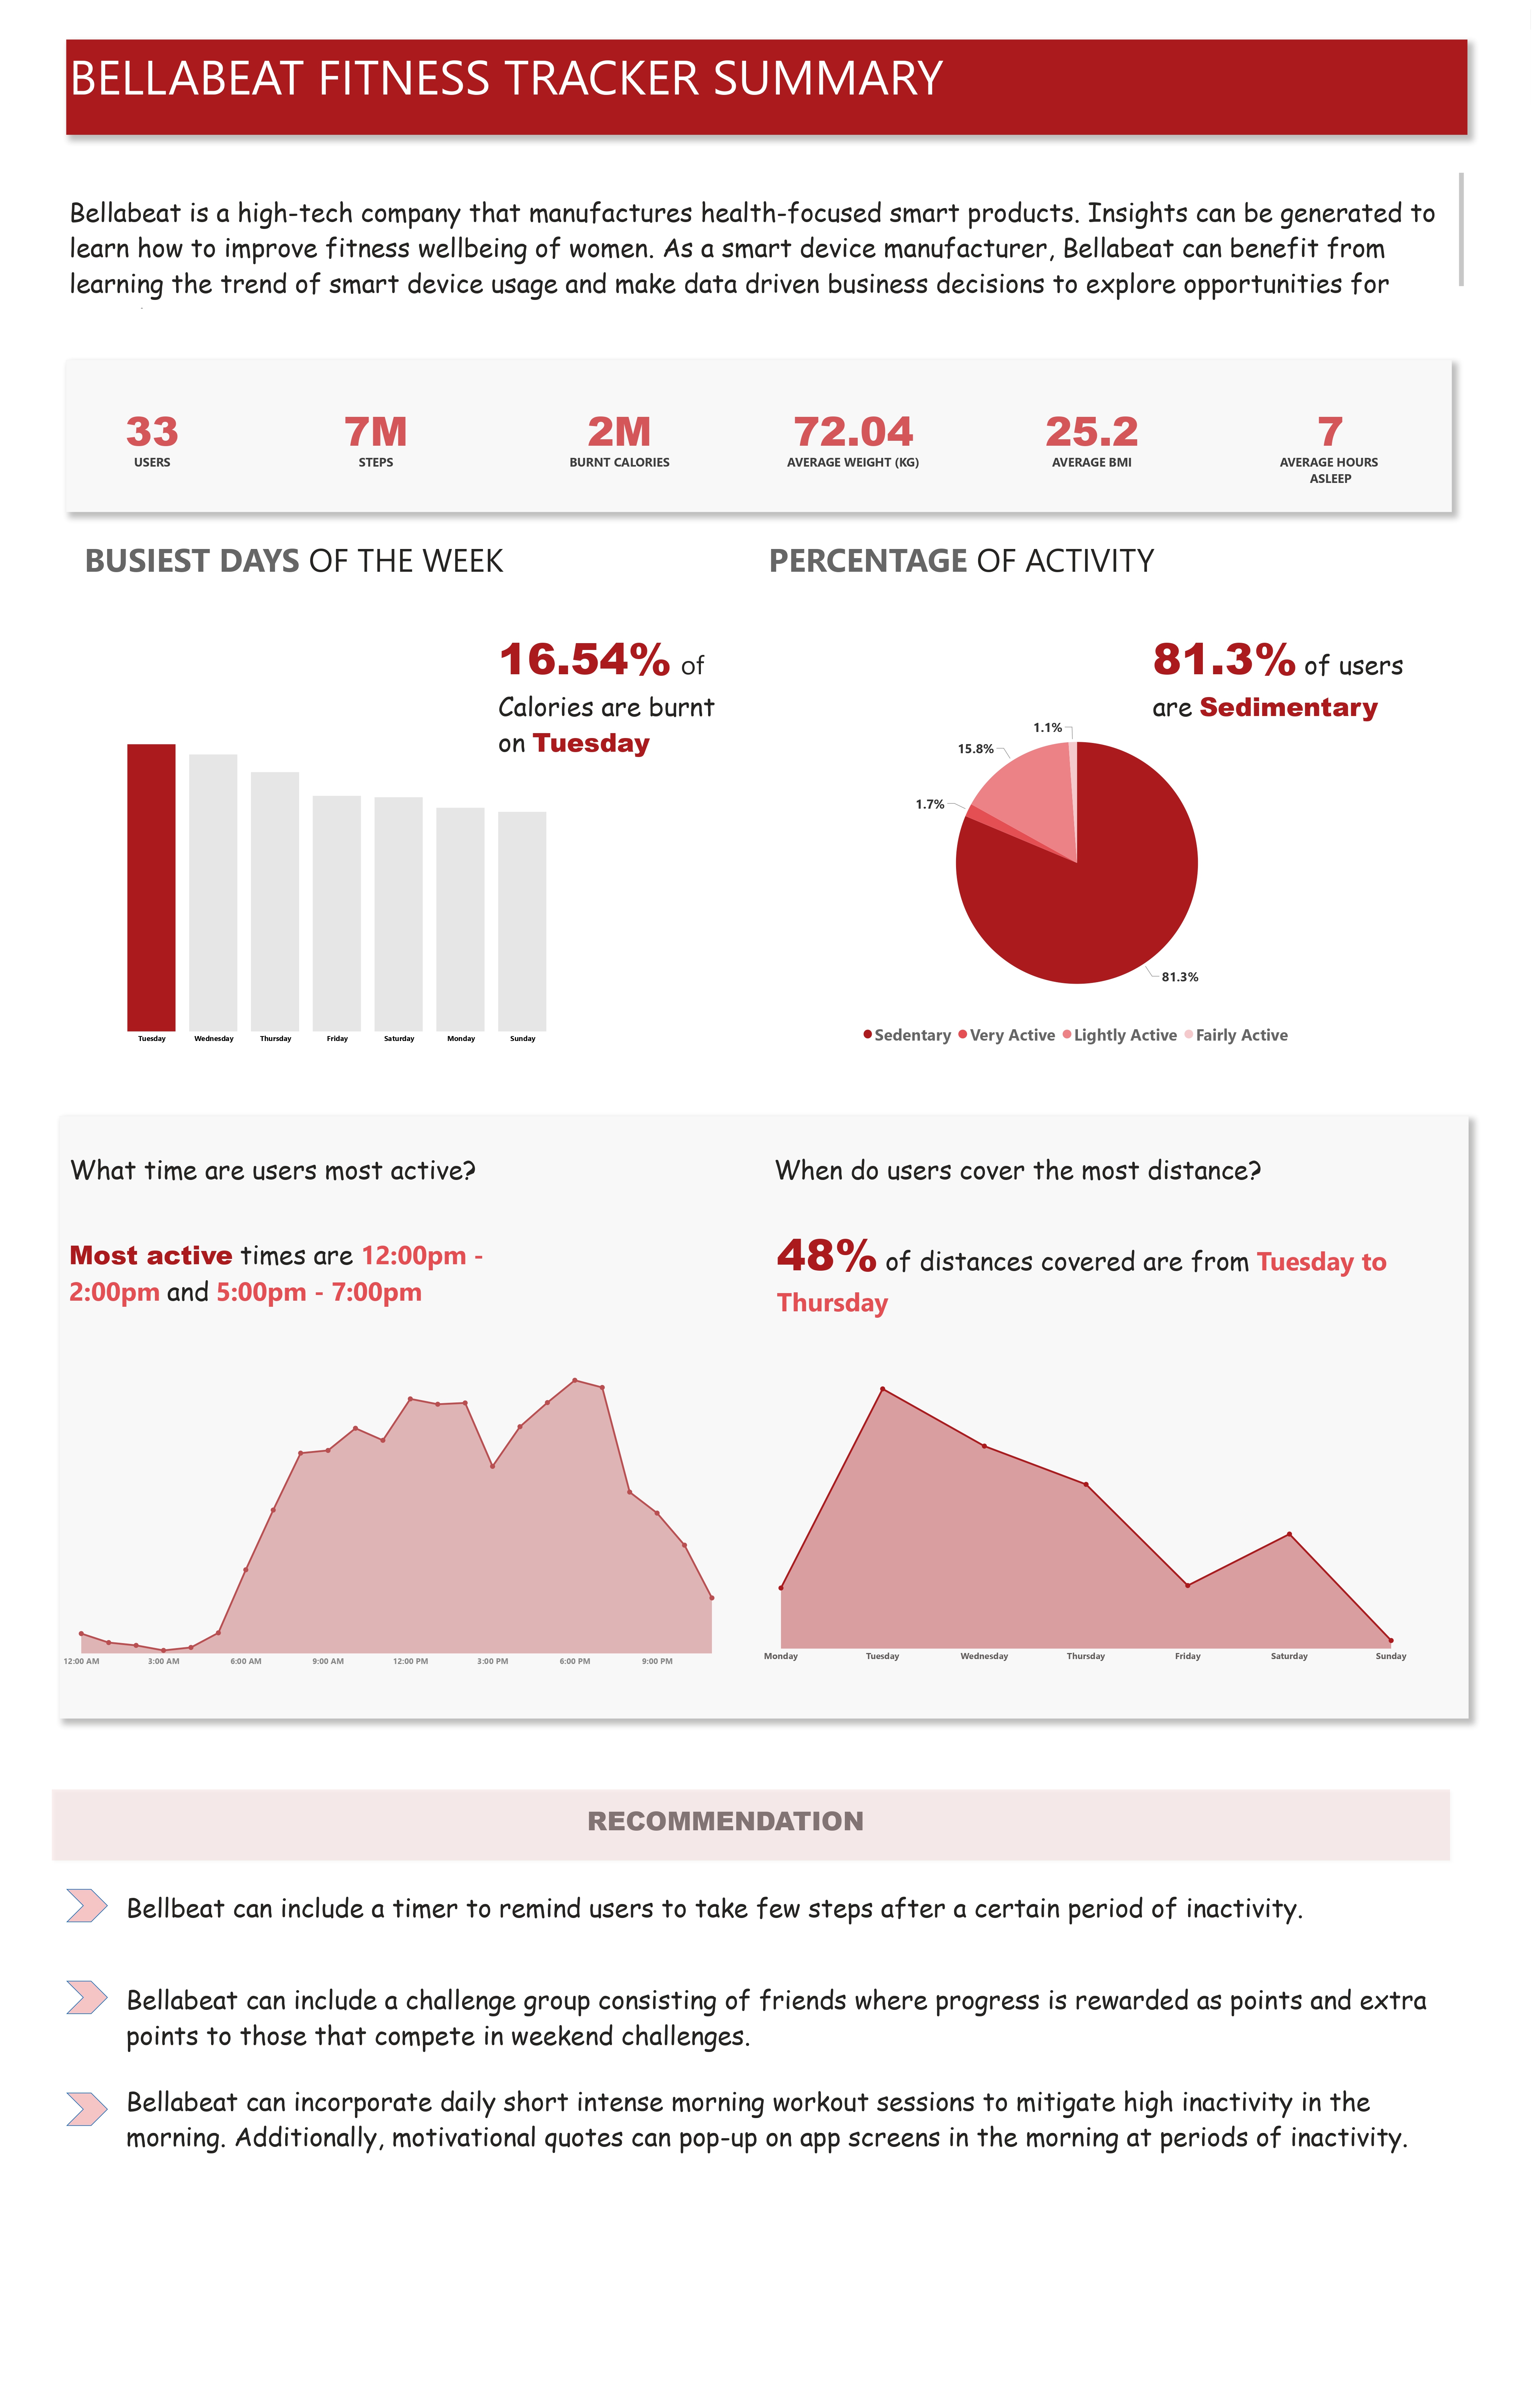 BELLABEAT FITNESS TRACKER SUMMARY
Bellabeat is a high-tech company that manufactures health-focused smart products. Insights can be generated to
learn how to improve fitness wellbeing of women. As a smart device manufacturer, Bellabeat can benefit from
learning the trend of smart device usage and make data driven business decisions to explore opportunities for
33
USERS
7M
STEPS
2M
BURNT CALORIES
72.04
AVERAGE WEIGHT (KG)
25.2
AVERAGE BMI
7
AVERAGE HOURS
ASLEEP
BUSIEST DAYS OF THE WEEK
16.54% of
Calories are burnt
on Tuesday
Tuesday Wednesday Thursday Friday Saturday Monday Sunday
PERCENTAGE OF ACTIVITY
81.3% of users
are Sedimentary
1.1%
15.8%
1.7%
81.3%
Sedentary Very Active Lightly Active Fairly Active
What time are users most active?
Most active times are 12:00pm -
2:00pm and 5:00pm - 7:00pm
12:00 AM 3:00 AM 6:00 AM 9:00 AM 12:00 PM 3:00 PM 6:00 PM 9:00 PM
When do users cover the most distance?
48% of distances covered are from Tuesday to
Thursday
Monday Tuesday Wednesday Thursday Friday Saturday Sunday
RECOMMENDATION
Bellbeat can include a timer to remind users to take few steps after a certain period of inactivity.
Bellabeat can include a challenge group consisting of friends where progress is rewarded as points and extra
points to those that compete in weekend challenges.
Bellabeat can incorporate daily short intense morning workout sessions to mitigate high inactivity in the
morning. Additionally, motivational quotes can pop-up on app screens in the morning at periods of inactivity.